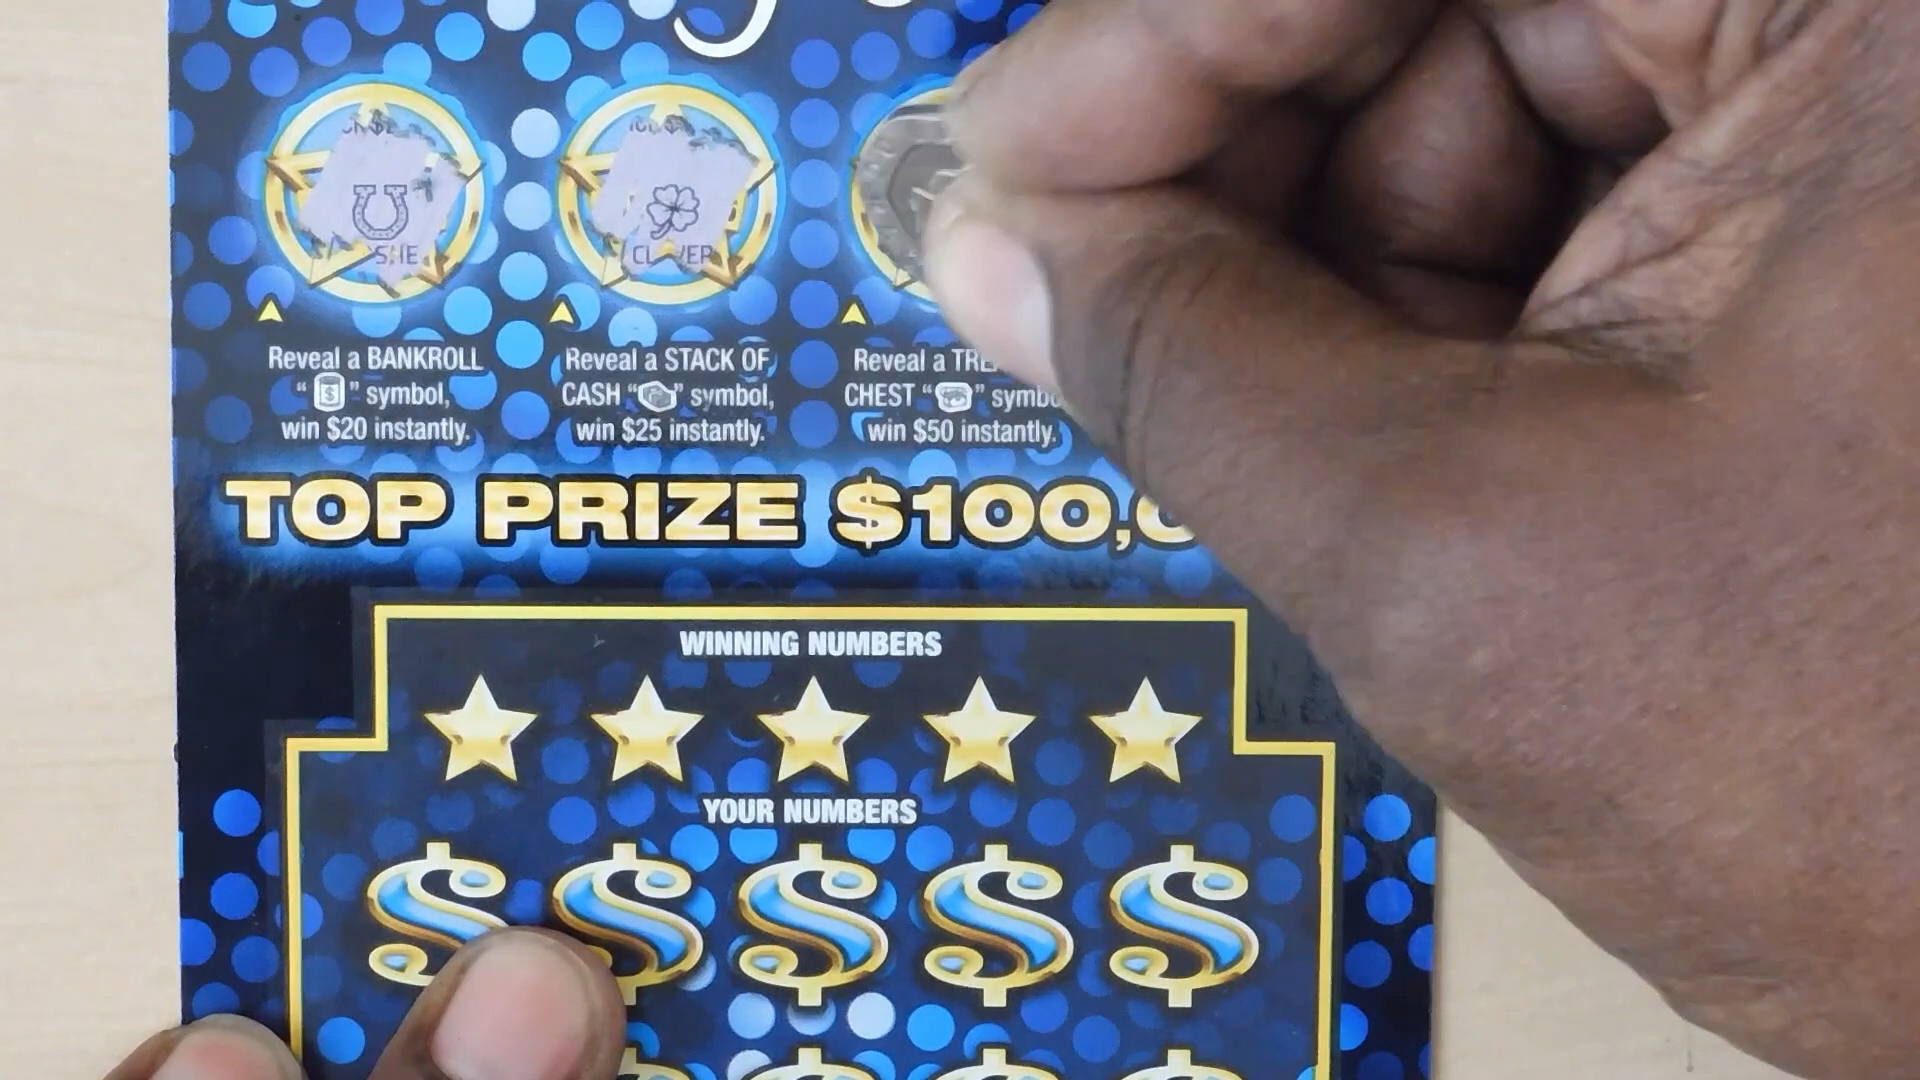 CLOVER
Reveal a BANKROLL
“ ” symbol,
win $20 instantly.
Reveal a STACK OF
CASH “ ” symbol,
win $25 instantly.
Reveal a
CHEST “ ”
win $50 instantly.
TOP PRIZE
WINNING NUMBERS
YOUR NUMBERS